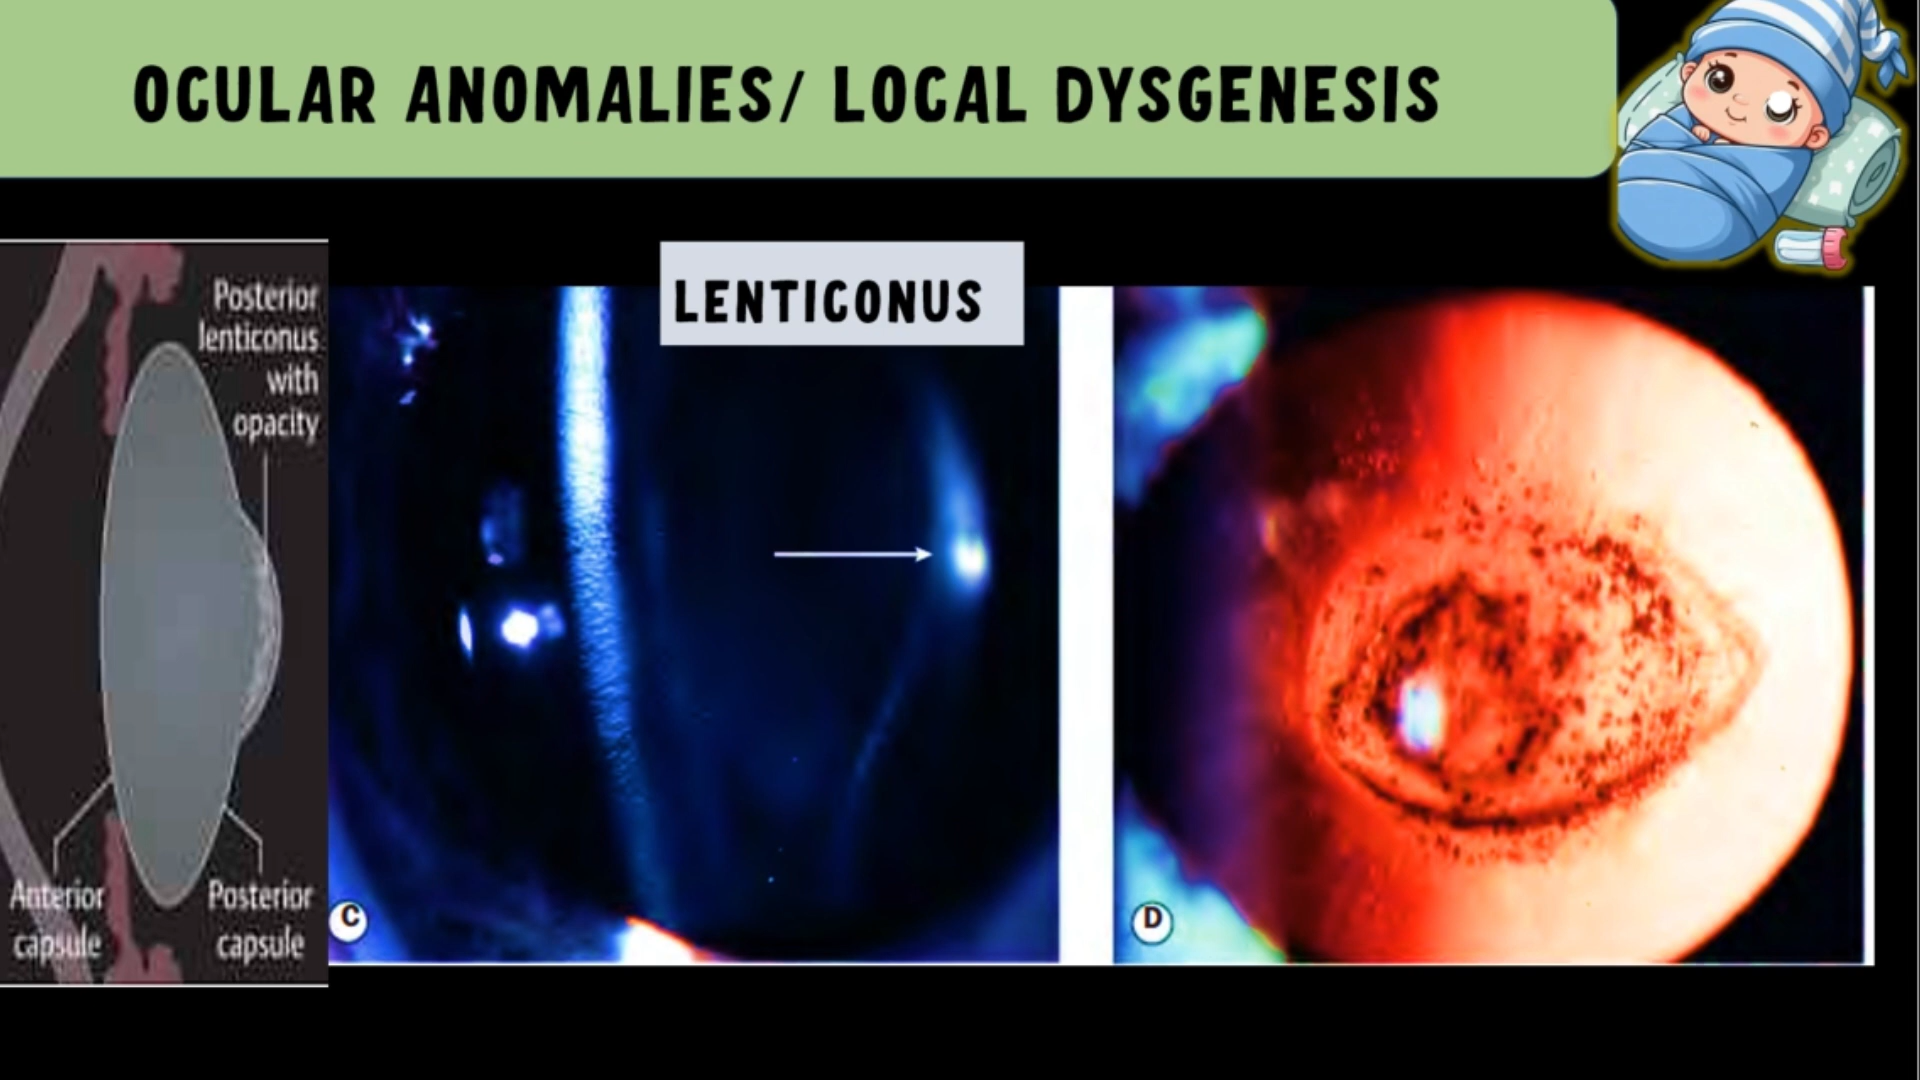 OCULAR ANOMALIES/ LOCAL DYSGENESIS
LENTICONUS
Posterior
lenticonus
with
opacity
Anterior
capsule
Posterior
capsule
C
D